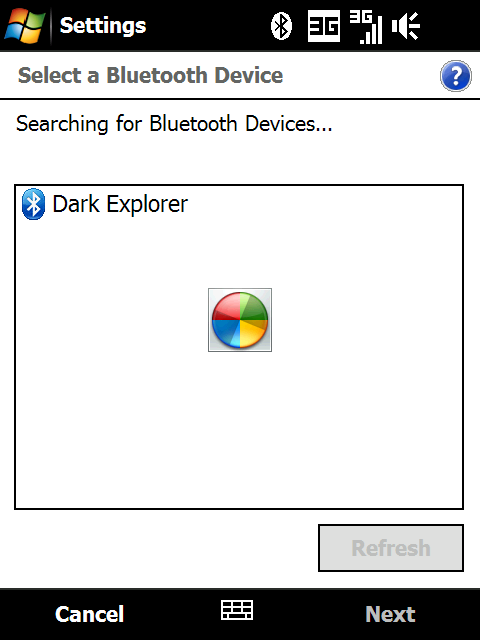 Settings
3G
3G
Select a Bluetooth Device
?
Searching for Bluetooth Devices...
Dark Explorer
Refresh
Cancel
Next